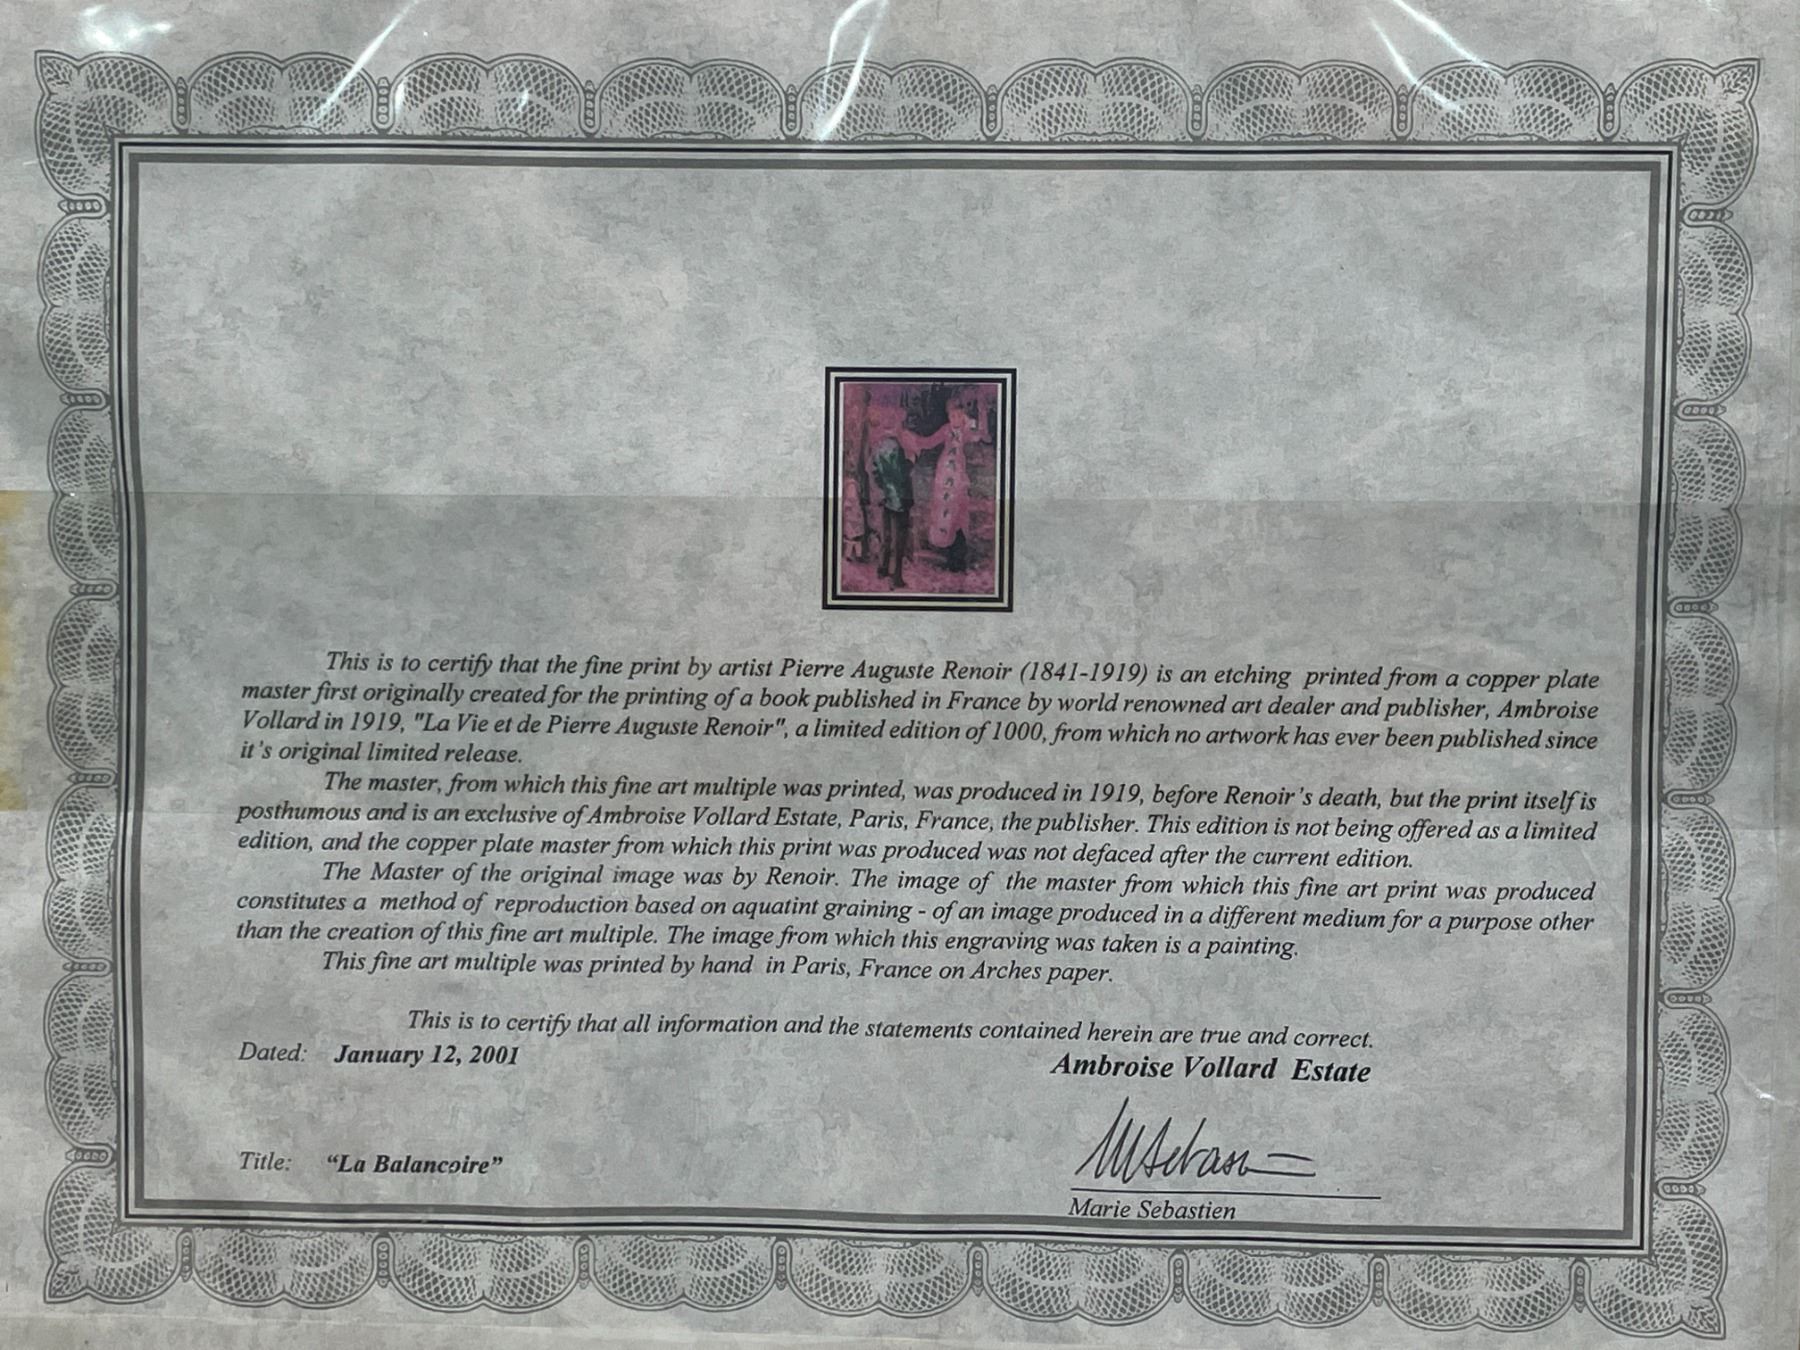 This is to certify that the fine print by artist Pierre Auguste Renoir (1841-1919) is an etching printed from a copper plate
master first originally created for the printing of a book published in France by world renowned art dealer and publisher, Ambroise
Vollard in 1919, "La Vie et de Pierre Auguste Renoir", a limited edition of 1000, from which no artwork has ever been published since
it's original limited release.
The master, from which this fine art multiple was printed, was produced in 1919, before Renoir's death, but the print itself is
posthumous and is an exclusive of Ambroise Vollard Estate, Paris, France, the publisher. This edition is not being offered as a limited
edition, and the copper plate master from which this print was produced was not defaced after the current edition.
The Master of the original image was by Renoir. The image of the master from which this fine art print was produced
constitutes a method of reproduction based on aquatint graining - of an image produced in a different medium for a purpose other
than the creation of this fine art multiple. The image from which this engraving was taken is a painting.
This fine art multiple was printed by hand in Paris, France on Arches paper.
This is to certify that all information and the statements contained herein are true and correct.
Dated: January 12, 2001
Ambroise Vollard Estate
MSebas
Title: “La Balancoire”
Marie Sebastien